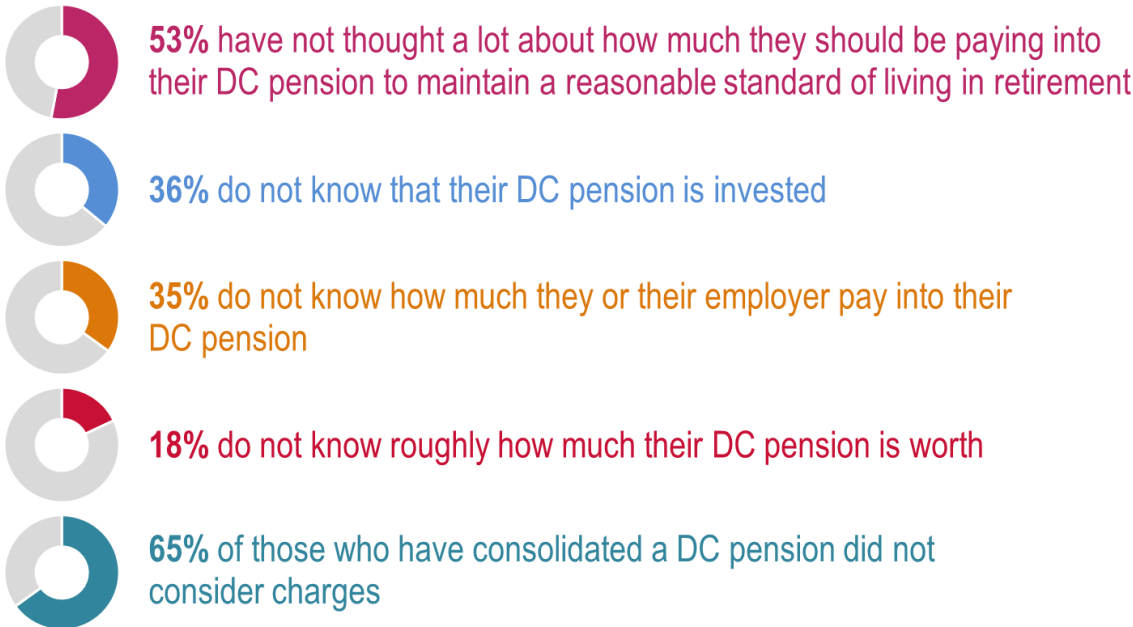 53% have not thought a lot about how much they should be paying into
their DC pension to maintain a reasonable standard of living in retirement
36% do not know that their DC pension is invested
35% do not know how much they or their employer pay into their
DC pension
18% do not know roughly how much their DC pension is worth
65% of those who have consolidated a DC pension did not
consider charges